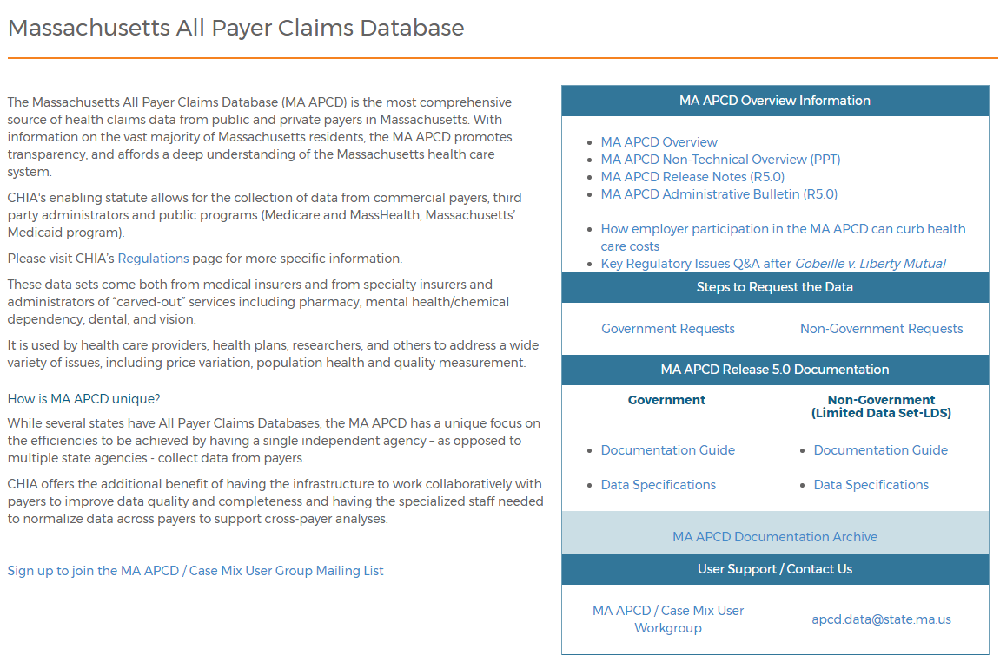 Massachusetts All Payer Claims Database
The Massachusetts All Payer Claims Database (MA APCD) is the most comprehensive
source of health claims data from public and private payers in Massachusetts. With
information on the vast majority of Massachusetts residents, the MA APCD promotes
transparency, and affords a deep understanding of the Massachusetts health care
system.
CHIA's enabling statute allows for the collection of data from commercial payers, third
party administrators and public programs (Medicare and MassHealth, Massachusetts’
Medicaid program).
Please visit CHIA’s Regulations page for more specific information.
These data sets come both from medical insurers and from specialty insurers and
administrators of “carved-out” services including pharmacy, mental health/chemical
dependency, dental, and vision.
It is used by health care providers, health plans, researchers, and others to address a wide
variety of issues, including price variation, population health and quality measurement.
How is MA APCD unique?
While several states have All Payer Claims Databases, the MA APCD has a unique focus on
the efficiencies to be achieved by having a single independent agency – as opposed to
multiple state agencies - collect data from payers.
CHIA offers the additional benefit of having the infrastructure to work collaboratively with
payers to improve data quality and completeness and having the specialized staff needed
to normalize data across payers to support cross-payer analyses.
Sign up to join the MA APCD / Case Mix User Group Mailing List
MA APCD Overview Information
• MA APCD Overview
• MA APCD Non-Technical Overview (PPT)
• MA APCD Release Notes (R5.0)
• MA APCD Administrative Bulletin (R5.0)
• How employer participation in the MA APCD can curb health
care costs
• Key Regulatory Issues Q&A after Gobeille v. Liberty Mutual
Steps to Request the Data
Government Requests
Non-Government Requests
MA APCD Release 5.0 Documentation
Government
• Documentation Guide
• Data Specifications
Non-Government
(Limited Data Set-LDS)
• Documentation Guide
• Data Specifications
MA APCD Documentation Archive
User Support / Contact Us
MA APCD / Case Mix User
Workgroup
apcd.data@state.ma.us